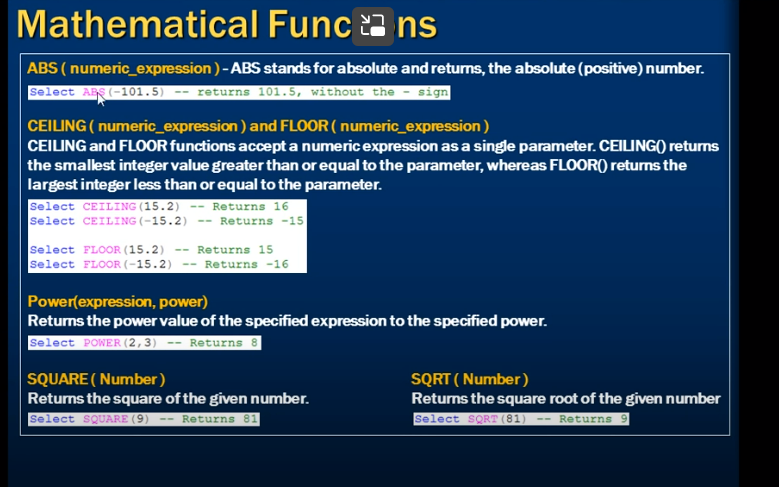 Mathematical Func ns
ABS ( numeric_expression ) - ABS stands for absolute and returns, the absolute (positive) number.
Select ABS(-101.5) -- returns 101.5, without the - sign
CEILING ( numeric_expression ) and FLOOR ( numeric_expression )
CEILING and FLOOR functions accept a numeric expression as a single parameter. CEILING() returns
the smallest integer value greater than or equal to the parameter, whereas FLOOR() returns the
largest integer less than or equal to the parameter.
Select CEILING(15.2) -- Returns 16
Select CEILING(-15.2) -- Returns -15
Select FLOOR(15.2) -- Returns 15
Select FLOOR(-15.2) -- Returns -16
Power(expression, power)
Returns the power value of the specified expression to the specified power.
Select POWER(2,3) -- Returns 8
SQUARE ( Number )
Returns the square of the given number.
Select SQUARE(9) -- Returns 81
SQRT ( Number )
Returns the square root of the given number
Select SQRT(81) -- Returns 9